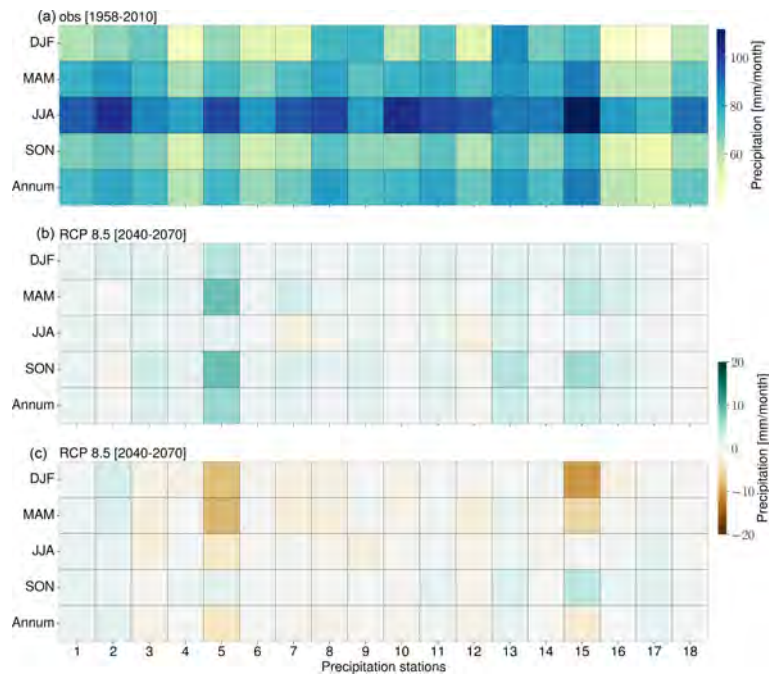 (a) obs [1958-2010]
DJF
MAM
JJA
SON
Annum
100
80
60
Precipitation [mm/month]
(b) RCP 8.5 [2040-2070]
DJF
MAM
JJA
SON
Annum
20
10
0
−10
−20
Precipitation [mm/month]
(c) RCP 8.5 [2040-2070]
DJF
MAM
JJA
SON
Annum
1 2 3 4 5 6 7 8 9 10 11 12 13 14 15 16 17 18
Precipitation stations